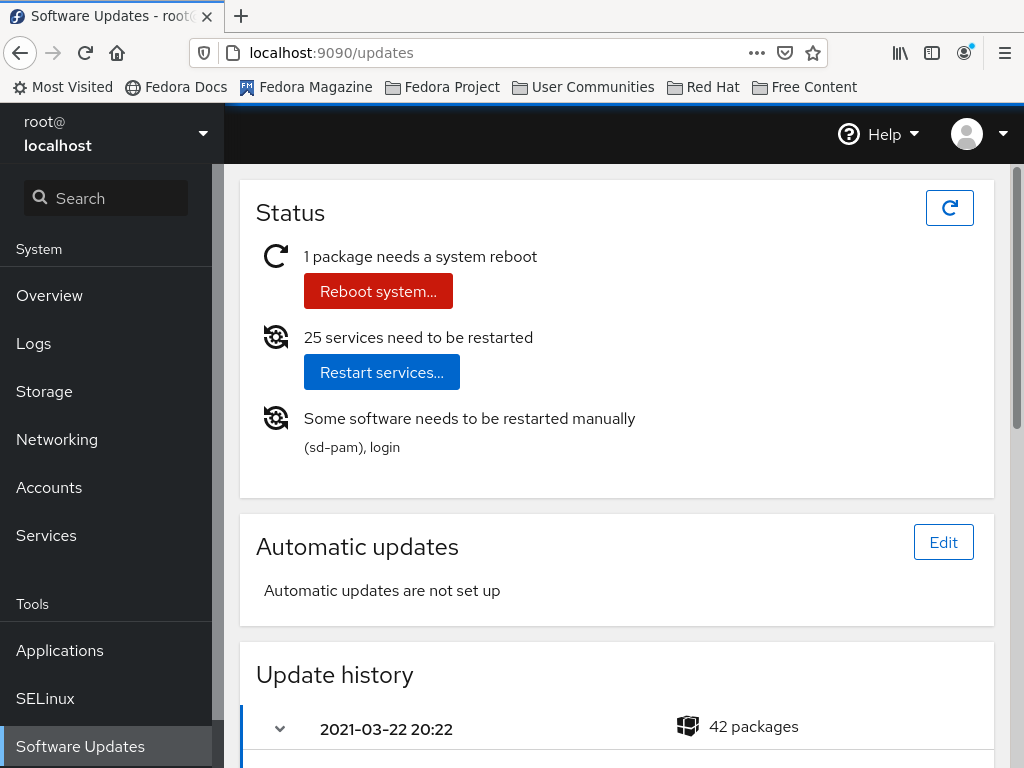 Software Updates - root
localhost:9090/updates
Most Visited Fedora Docs Fedora Magazine Fedora Project User Communities Red Hat Free Content
root@
localhost
Help
Search
System
Overview
Logs
Storage
Networking
Accounts
Services
Tools
Applications
SELinux
Software Updates
Status
1 package needs a system reboot
Reboot system...
25 services need to be restarted
Restart services...
Some software needs to be restarted manually
(sd-pam), login
Automatic updates
Edit
Automatic updates are not set up
Update history
2021-03-22 20:22 42 packages